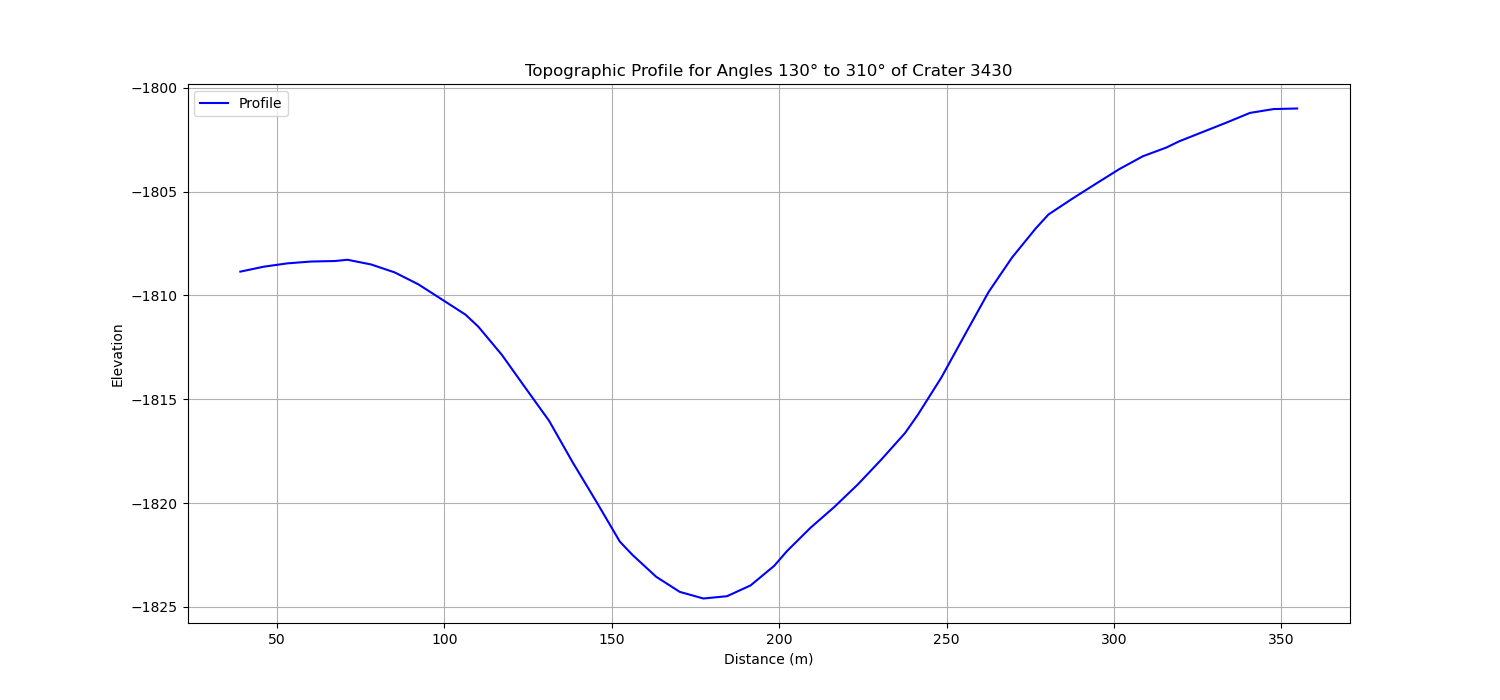 Topographic Profile for Angles 130° to 310° of Crater 3430
Profile
−1800
−1805
−1810
−1815
−1820
−1825
Elevation
50 100 150 200 250 300 350
Distance (m)